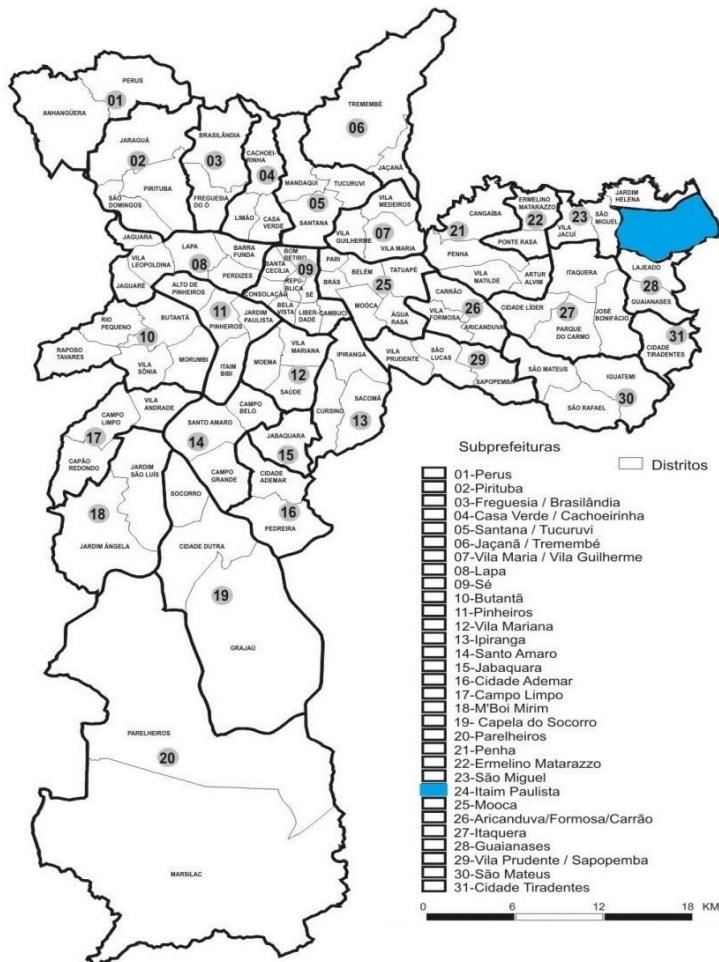 PERUS
01
ANHANGÜERA
TREMEMBÉ
06
JAÇANÃ
JARAGUÁ
02
PIRITUBA
SÃO DOMINGOS
BRASILÂNDIA
03
FREGUESIA DO Ó
CACHOEI-
RINHA
04
LIMÃO
CASA VERDE
MANDAQUI
TUCURUVI
05
SANTANA
VILA MEDEIROS
07
VILA GUILHERME
VILA MARIA
CANGAÍBA
21
PENHA
VILA MATILDE
ARTUR ALVIM
ERMELINO MATARAZZO
22
PONTE RASA
23
VILA JACUÍ
SÃO MIGUEL
JARDIM HELENA
JAGUARA
VILA LEOPOLDINA
JAGUARÉ
LAPA
08
BARRA FUNDA
PERDIZES
BOM RETIRO
SANTA CECÍLIA
09
REPÚ
BLICA
CONSOLAÇÃO
SÉ
BELA VISTA
LIBER-
DADE
CAMBUCI
PARI
BRÁS
BELÉM
TATUAPÉ
25
MOÓCA
ÁGUA RASA
CARRÃO
26
VILA FORMOSA
ARICANDUVA
ITAQUERA
CIDADE LÍDER
27
PARQUE DO CARMO
JOSÉ BONIFÁCIO
LAJEADO
28
GUAIANASES
31
CIDADE TIRADENTES
ALTO DE PINHEIROS
11
PINHEIROS
JARDIM PAULISTA
ITAIM BIBI
RIO PEQUENO
BUTANTÃ
10
RAPOSO TAVARES
VILA SÔNIA
MORUMBI
VILA MARIANA
MOEMA
12
SAÚDE
IPIRANGA
SACOMÃ
CURSINO
13
VILA PRUDENTE
SÃO LUCAS
29
SAPOPEMBA
SÃO MATEUS
IGUATEMI
SÃO RAFAEL
30
CAMPO LIMPO
VILA ANDRADE
17
CAPÃO REDONDO
SANTO AMARO
CAMPO BELO
14
CAMPO GRANDE
JABAQUARA
15
CIDADE ADEMAR
16
PEDREIRA
JARDIM SÃO LUÍS
18
JARDIM ÂNGELA
SOCORRO
CIDADE DUTRA
19
GRAJAÚ
PARELHEIROS
20
MARSILAC
Subprefeituras
Distritos
01-Perus
02-Pirituba
03-Freguesia / Brasilândia
04-Casa Verde / Cachoeirinha
05-Santana / Tucuruvi
06-Jaçanã / Tremembé
07-Vila Maria / Vila Guilherme
08-Lapa
09-Sé
10-Butantã
11-Pinheiros
12-Vila Mariana
13-Ipiranga
14-Santo Amaro
15-Jabaquara
16-Cidade Ademar
17-Campo Limpo
18-M'Boi Mirim
19- Capela do Socorro
20-Parelheiros
21-Penha
22-Ermelino Matarazzo
23-São Miguel
24-Itaim Paulista
25-Mooca
26-Aricanduva/Formosa/Carrão
27-Itaquera
28-Guaianases
29-Vila Prudente / Sapopemba
30-São Mateus
31-Cidade Tiradentes
0 6 12 18 KM